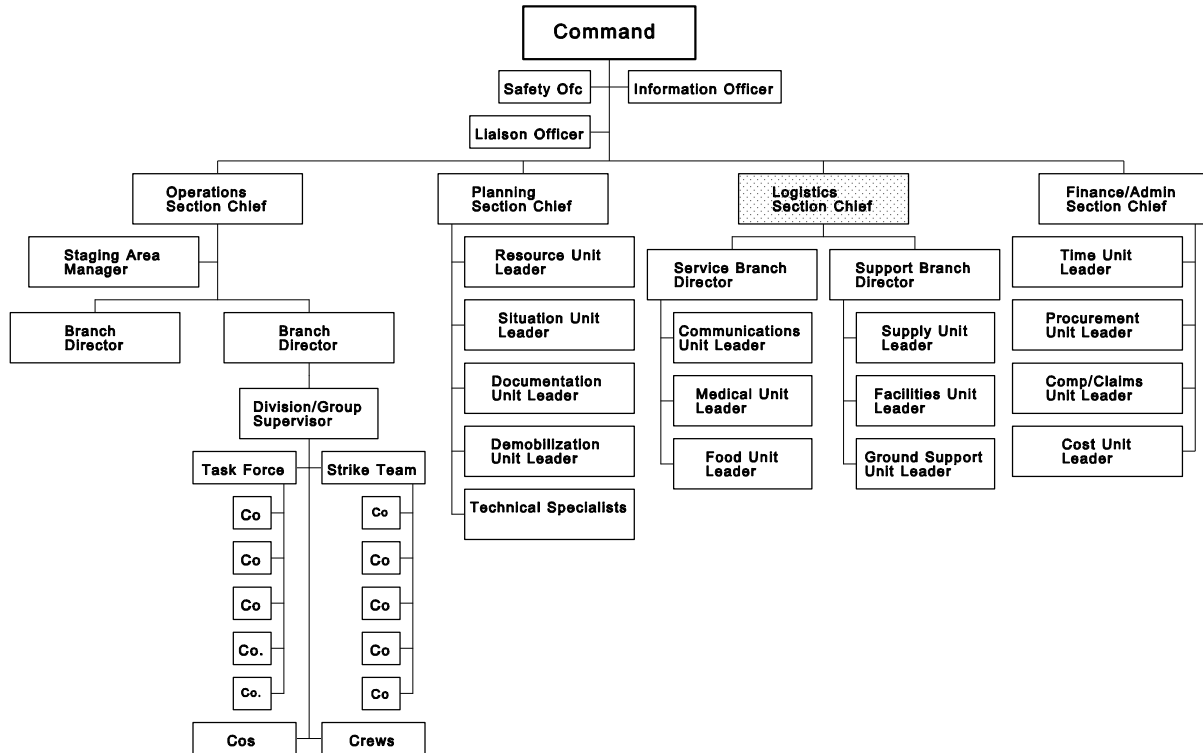 Command
Safety Ofc
Information Officer
Liaison Officer
Operations
Section Chief
Planning
Section Chief
Logistics
Section Chief
Finance/Admin
Section Chief
Staging Area
Manager
Branch
Director
Branch
Director
Division/Group
Supervisor
Task Force
Strike Team
Co
Co
Co
Co.
Co.
Co
Co
Co
Co
Co
Cos
Crews
Resource Unit
Leader
Situation Unit
Leader
Documentation
Unit Leader
Demobilization
Unit Leader
Technical Specialists
Service Branch
Director
Communications
Unit Leader
Medical Unit
Leader
Food Unit
Leader
Support Branch
Director
Supply Unit
Leader
Facilities Unit
Leader
Ground Support
Unit Leader
Time Unit
Leader
Procurement
Unit Leader
Comp/Claims
Unit Leader
Cost Unit
Leader